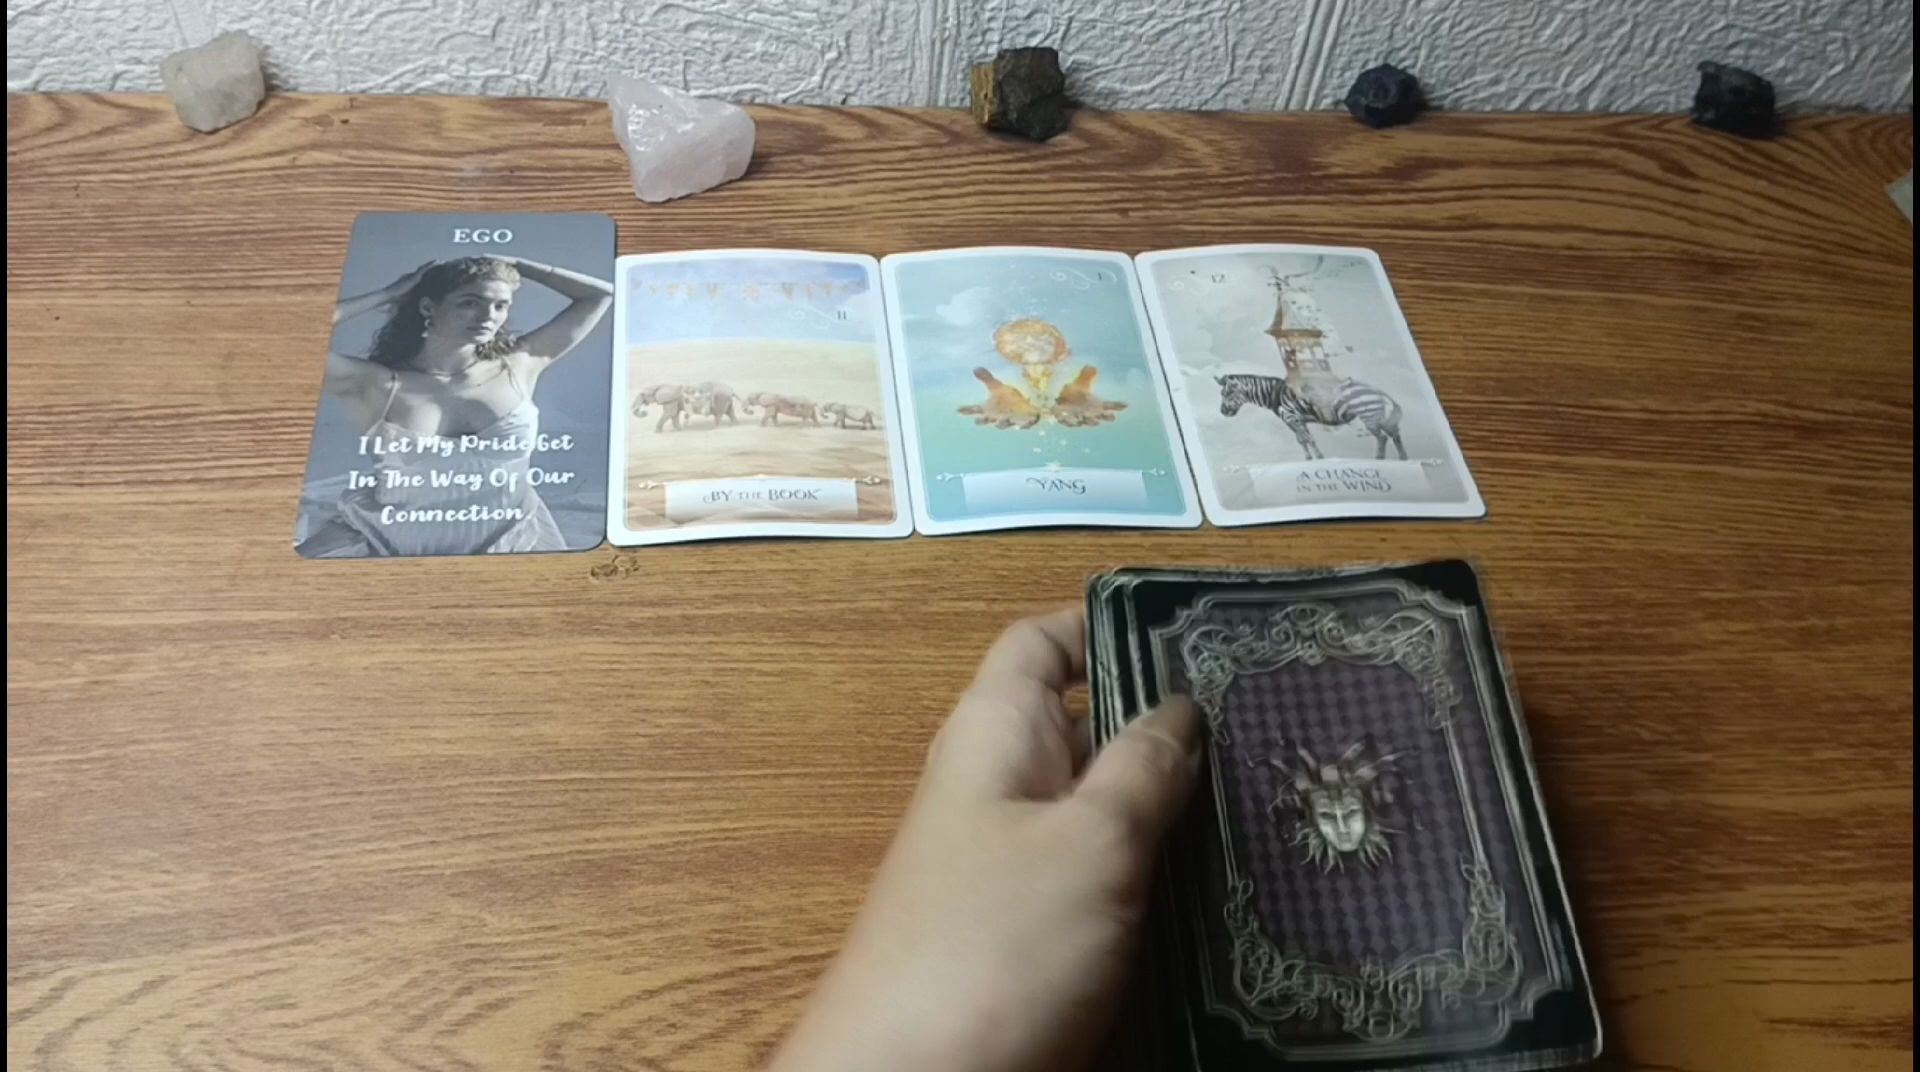 EGO
I Let My Pride Get
In The Way Of Our
Connection.
11
BY THE BOOK
1
YANG
12
A CHANGE
IN THE WIND